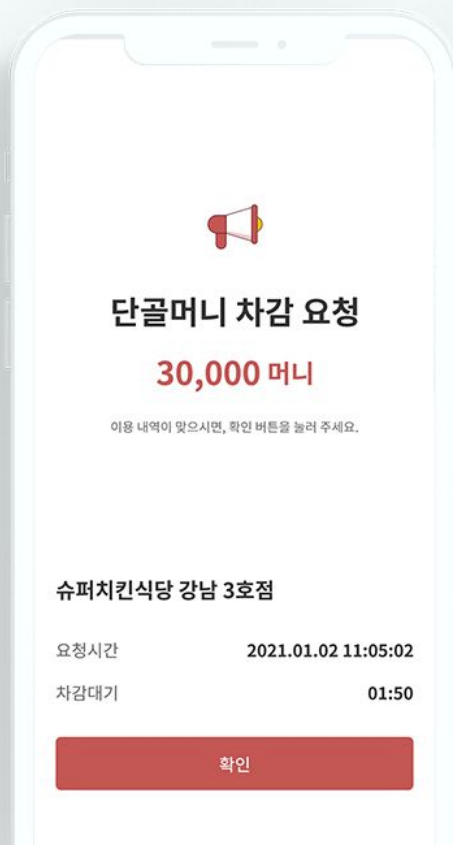 단골머니 차감 요청
30,000 머니
이용 내역이 맞으시면, 확인 버튼을 눌러 주세요.
슈퍼치킨식당 강남 3호점
요청시간 2021.01.02 11:05:02
차감대기 01:50
확인